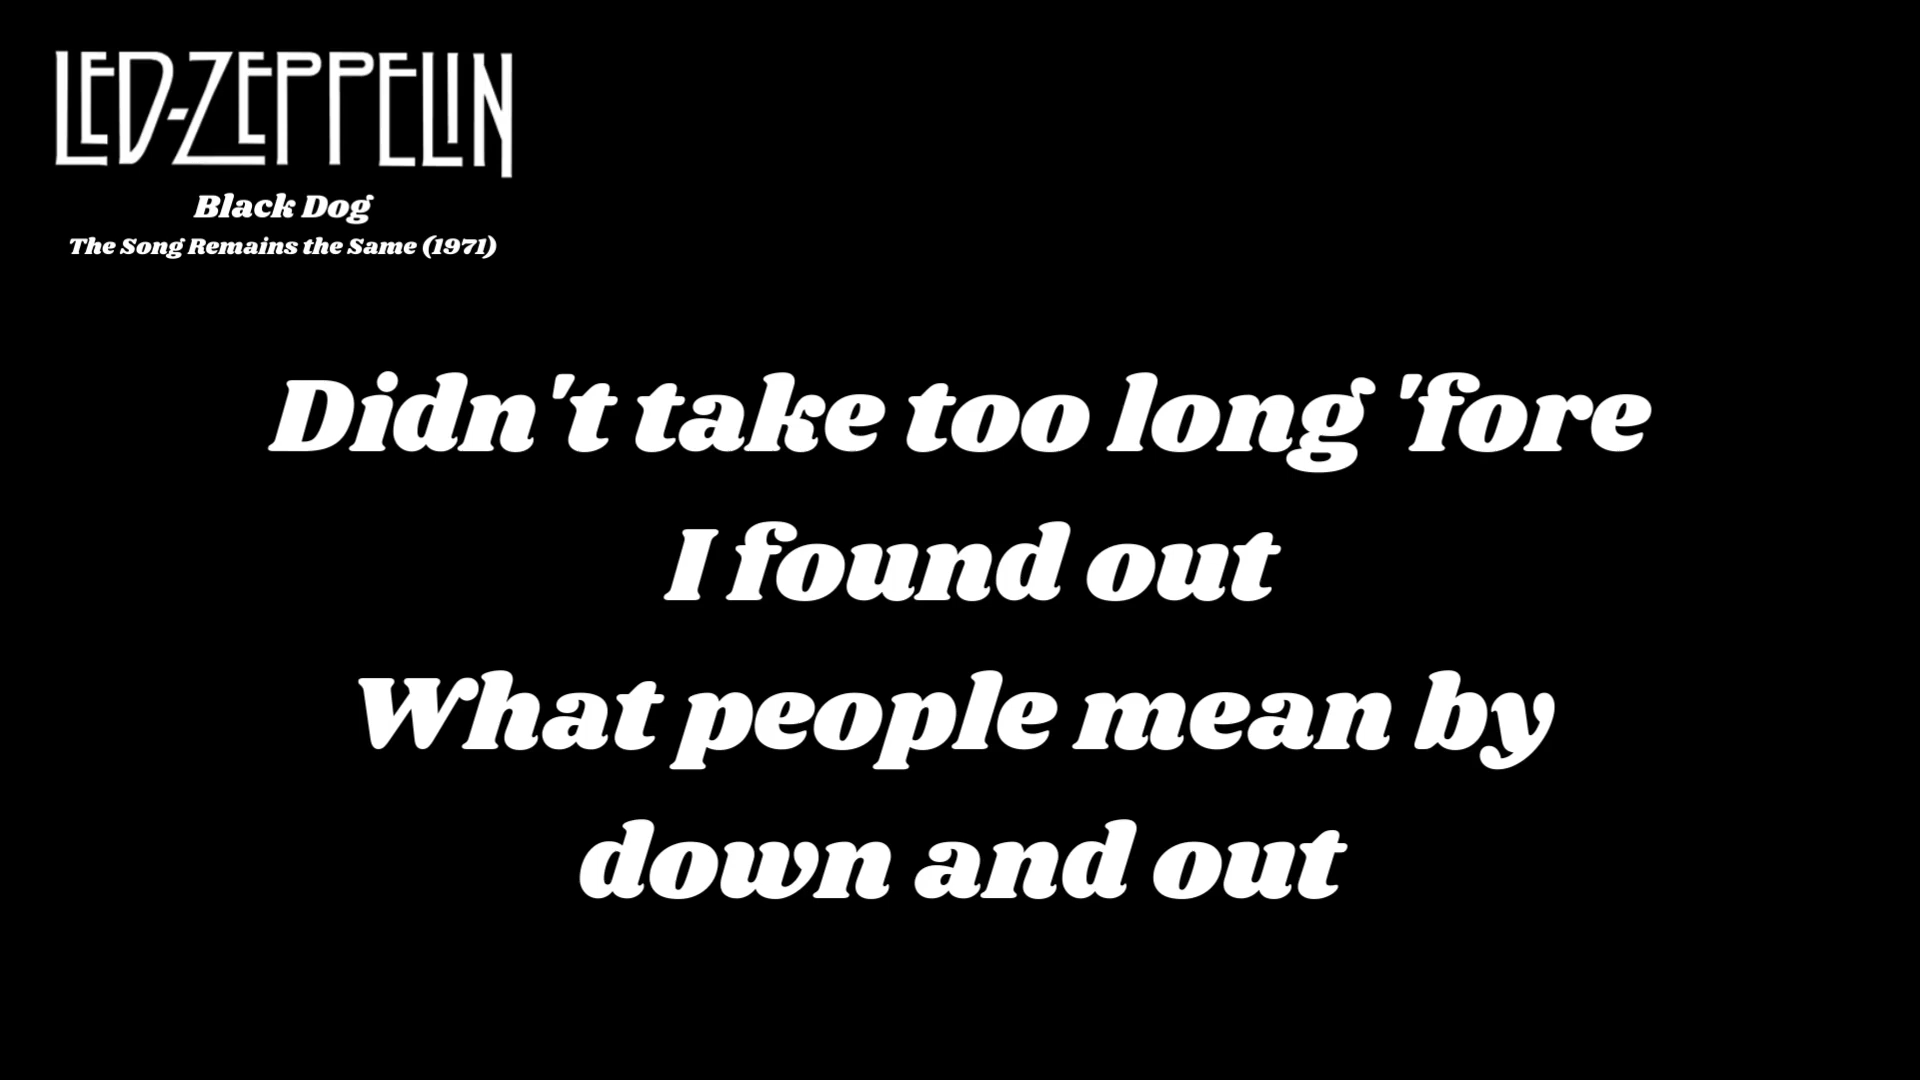 LED-ZEPPELIN
Black Dog
The Song Remains the Same (1971)
Didn't take too long 'fore
I found out
What people mean by
down and out